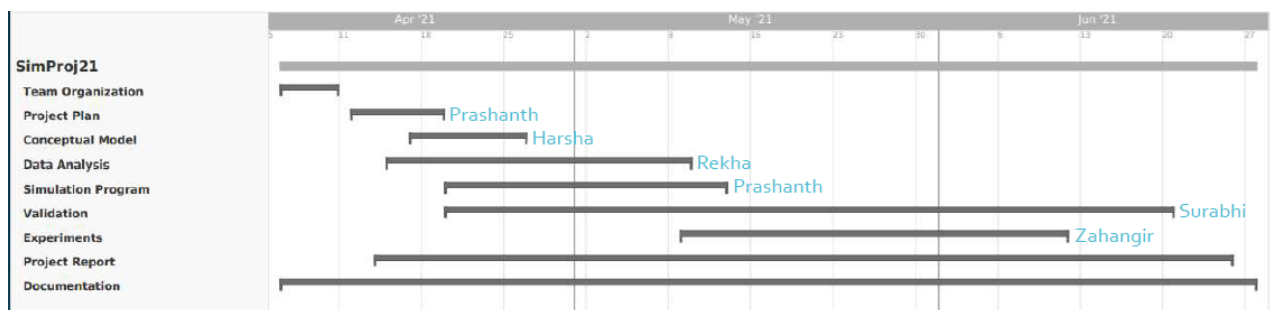 Apr '21 May '21 Jun '21
5 11 18 25 2 9 16 23 30 6 13 20 27
SimProj21
Team Organization
Project Plan Prashanth
Conceptual Model Harsha
Data Analysis Rekha
Simulation Program Prashanth
Validation Surabhi
Experiments Zahangir
Project Report
Documentation